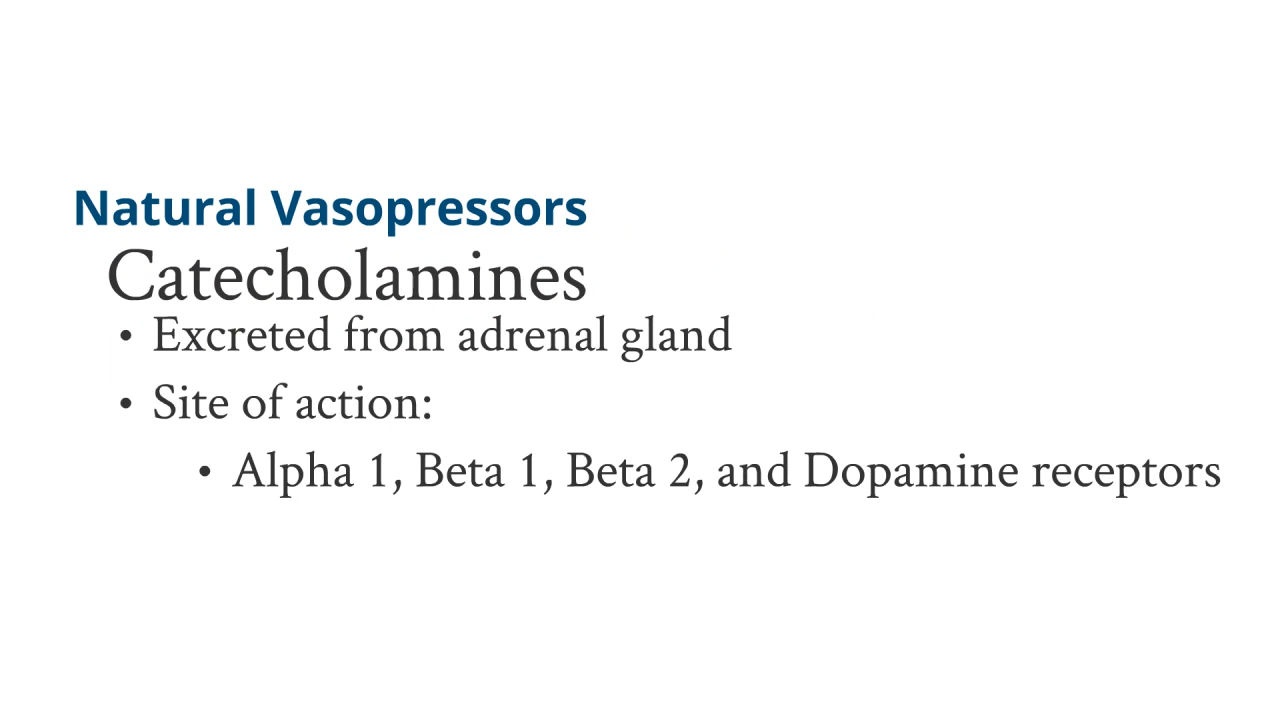 Natural Vasopressors
Catecholamines
• Excreted from adrenal gland
• Site of action:
• Alpha 1, Beta 1, Beta 2, and Dopamine receptors